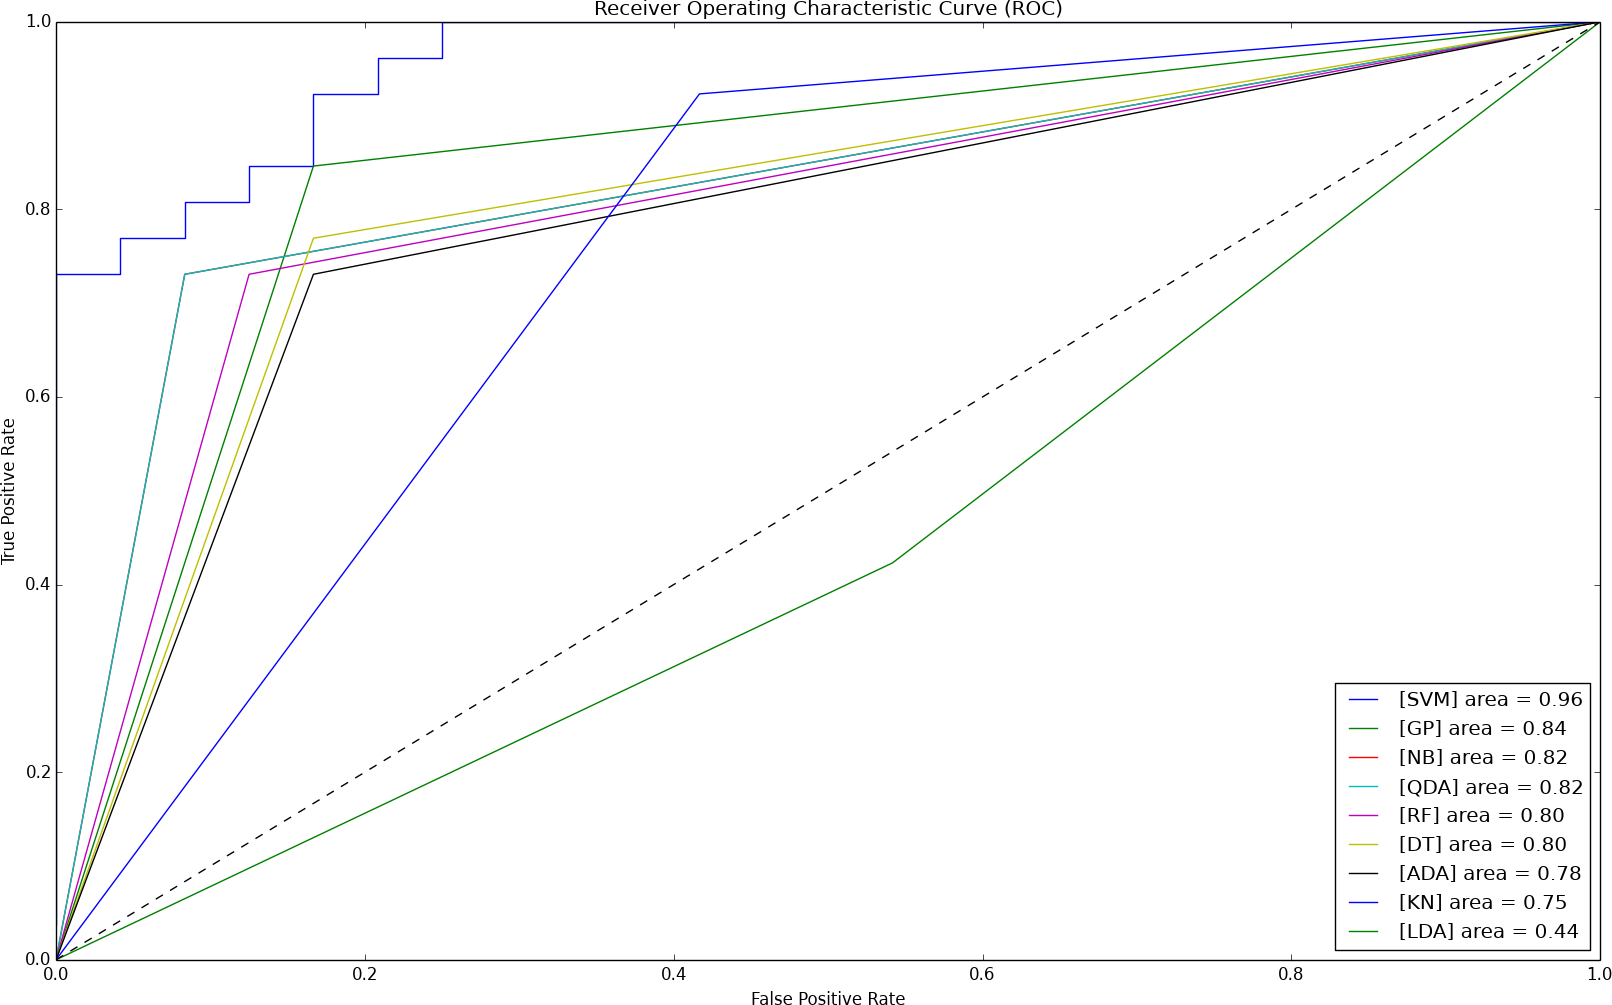 Receiver Operating Characteristic Curve (ROC)
1.0
0.8
0.6
0.4
0.2
0.0
True Positive Rate
0.0 0.2 0.4 0.6 0.8 1.0
False Positive Rate
[SVM] area = 0.96
[GP] area = 0.84
[NB] area = 0.82
[QDA] area = 0.82
[RF] area = 0.80
[DT] area = 0.80
[ADA] area = 0.78
[KN] area = 0.75
[LDA] area = 0.44